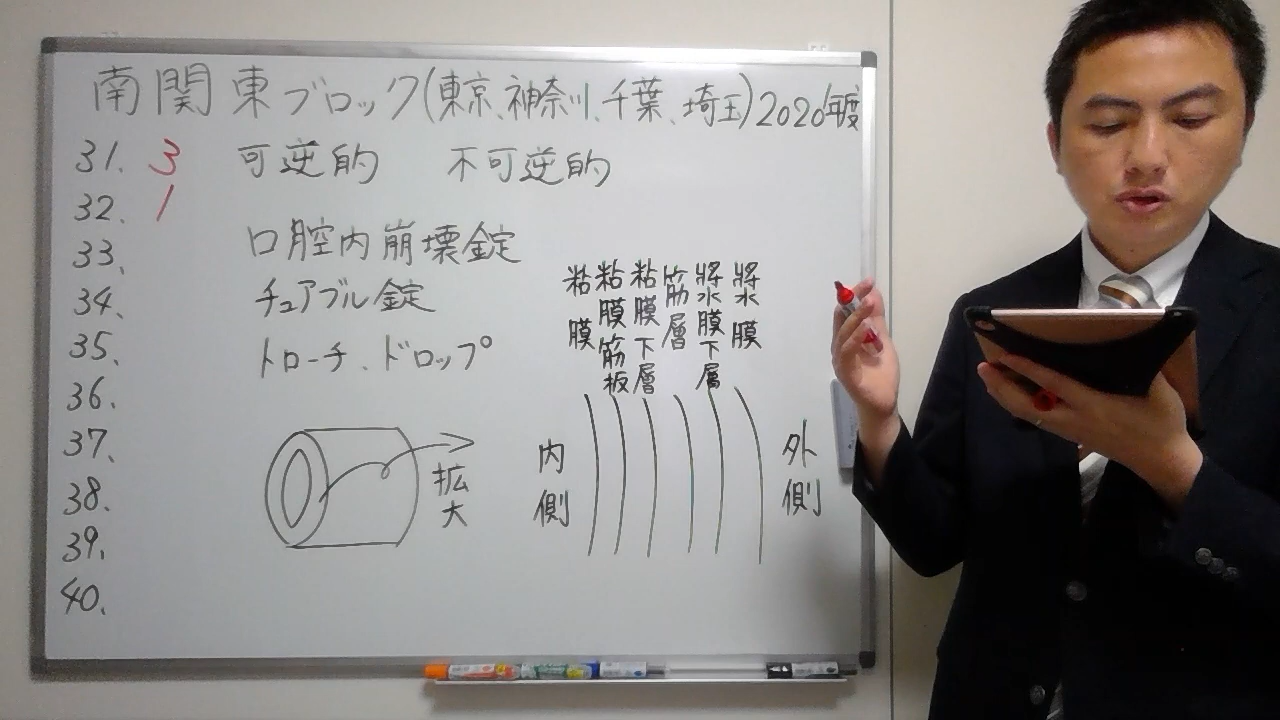 南関東ブロック(東京、神奈川、千葉、埼玉)2020年度
31. 3 可逆的 不可逆的
32. 1
33. 口腔内崩壊錠
34. チュアブル錠
35. トローチ、ドロップ
36.
37.
38.
39.
40.
拡大
内側
粘膜
粘膜筋板
粘膜下層
筋層
漿膜下層
漿膜
外側